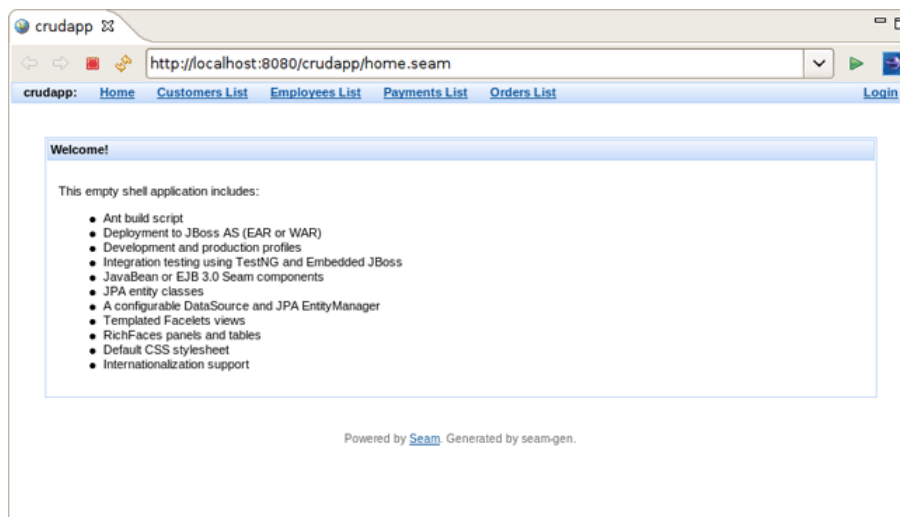 crudapp
http://localhost:8080/crudapp/home.seam
crudapp: Home Customers List Employees List Payments List Orders List Login
Welcome!
This empty shell application includes:
Ant build script
Deployment to JBoss AS (EAR or WAR)
Development and production profiles
Integration testing using TestNG and Embedded JBoss
JavaBean or EJB 3.0 Seam components
JPA entity classes
A configurable DataSource and JPA EntityManager
Templated Facelets views
RichFaces panels and tables
Default CSS stylesheet
Internationalization support
Powered by Seam. Generated by seam-gen.